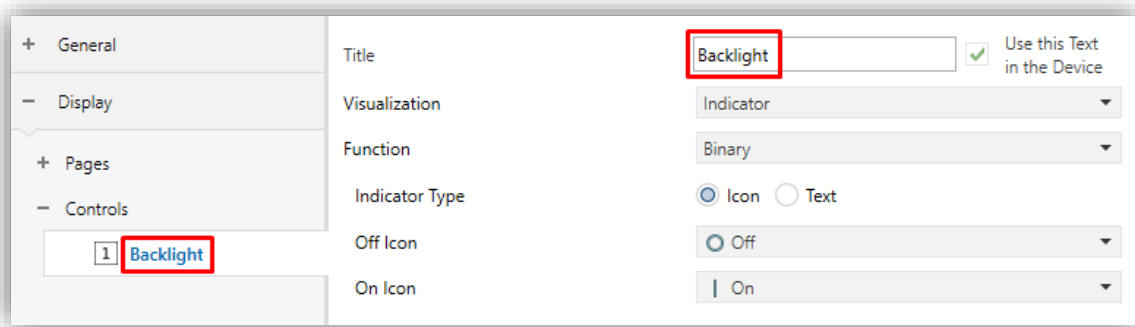 + General
− Display
+ Pages
− Controls
1 Backlight
Title Backlight ✓ Use this Text
in the Device
Visualization Indicator
Function Binary
Indicator Type Icon Text
Off Icon Off
On Icon On